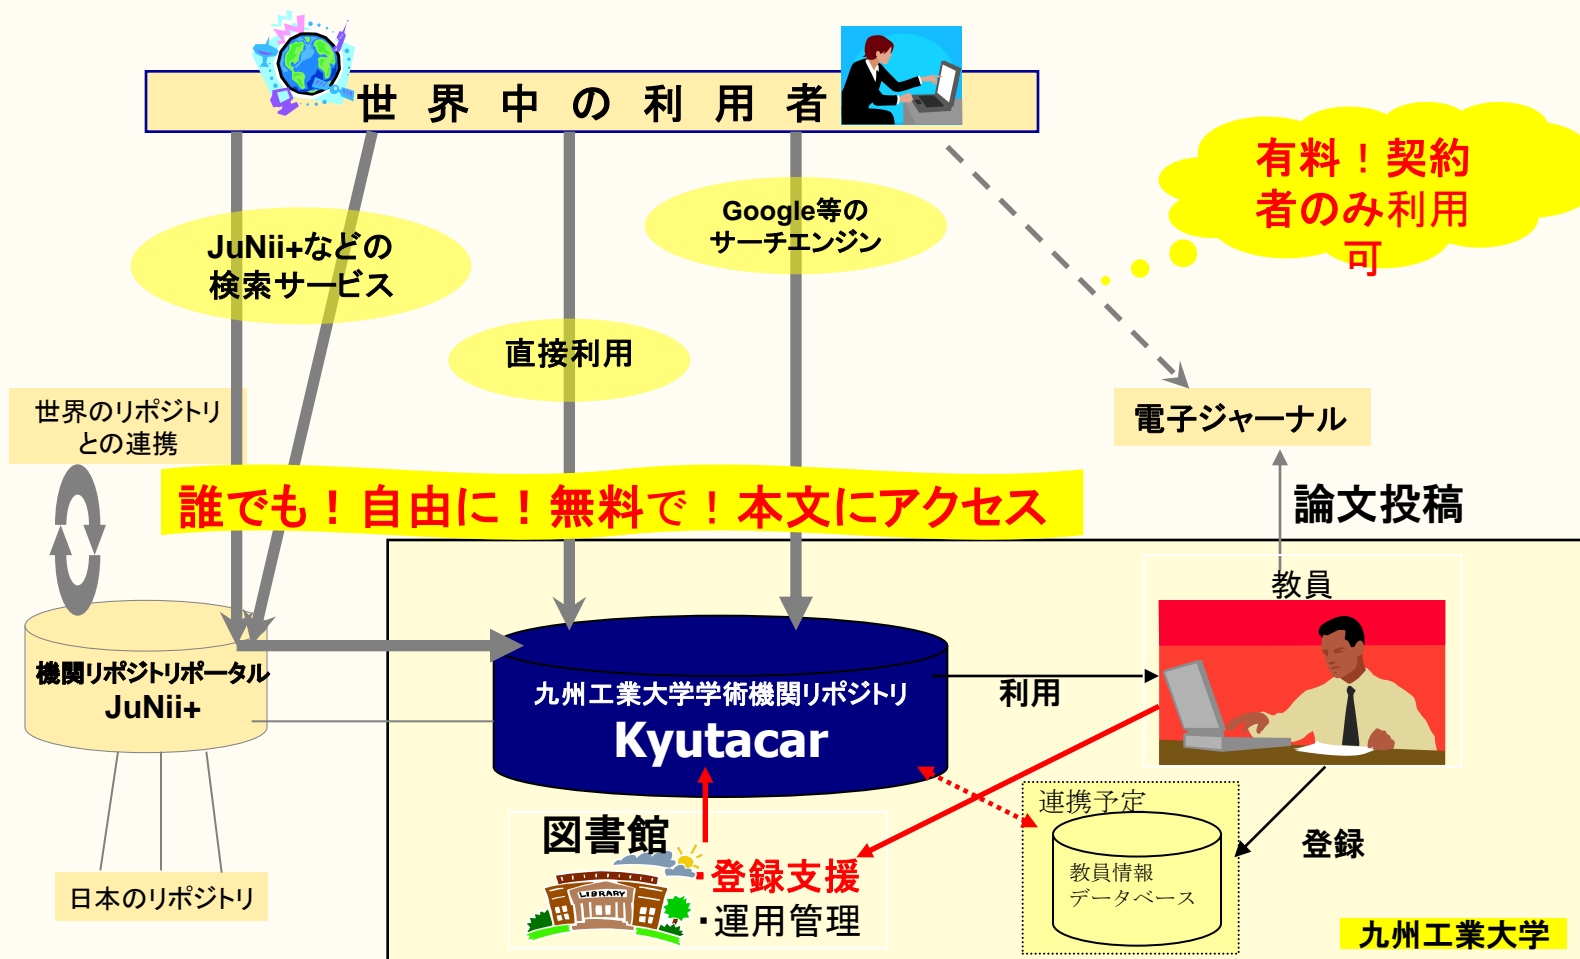 世界中の利用者
有料！契約
者のみ利用
可
Google等の
サーチエンジン
JuNii+などの
検索サービス
直接利用
世界のリポジトリ
との連携
電子ジャーナル
誰でも！自由に！無料で！本文にアクセス
論文投稿
教員
機関リポジトリポータル
JuNii+
九州工業大学学術機関リポジトリ
Kyutacar
利用
連携予定
教員情報
データベース
登録
図書館
LIBRARY
・登録支援
・運用管理
日本のリポジトリ
九州工業大学